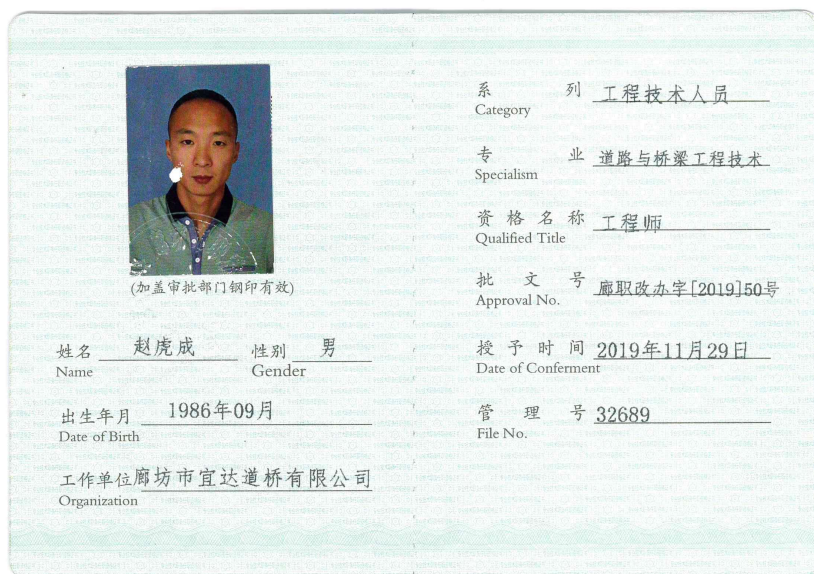 (加盖审批部门钢印有效)
姓名 赵虎成 性别 男
Name Gender
出生年月 1986年09月
Date of Birth
工作单位 廊坊市宜达道桥有限公司
Organization
系列 工程技术人员
Category
专业 道路与桥梁工程技术
Specialism
资格名称 工程师
Qualified Title
批文号 廊职改办字[2019]50号
Approval No.
授予时间 2019年11月29日
Date of Conferment
管理号 32689
File No.